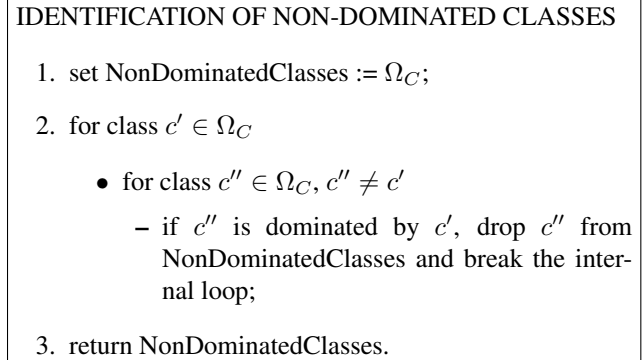 IDENTIFICATION OF NON-DOMINATED CLASSES
1. set NonDominatedClasses := Ω_C;
2. for class c′ ∈ Ω_C
• for class c′′ ∈ Ω_C, c′′ ≠ c′
– if c′′ is dominated by c′, drop c′′ from
NonDominatedClasses and break the inter-
nal loop;
3. return NonDominatedClasses.